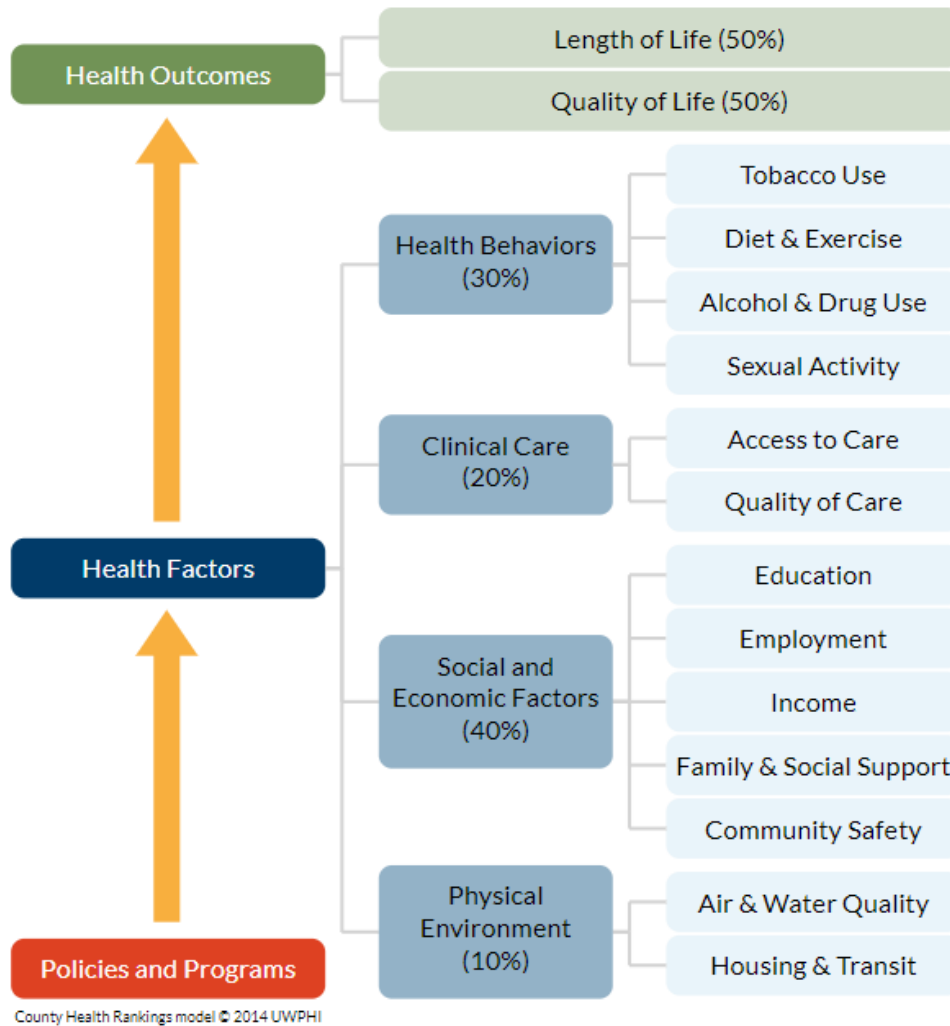 Health Outcomes
Length of Life (50%)
Quality of Life (50%)
Health Factors
Health Behaviors
(30%)
Tobacco Use
Diet & Exercise
Alcohol & Drug Use
Sexual Activity
Clinical Care
(20%)
Access to Care
Quality of Care
Social and
Economic Factors
(40%)
Education
Employment
Income
Family & Social Support
Community Safety
Physical
Environment
(10%)
Air & Water Quality
Housing & Transit
Policies and Programs
County Health Rankings model © 2014 UWPHI